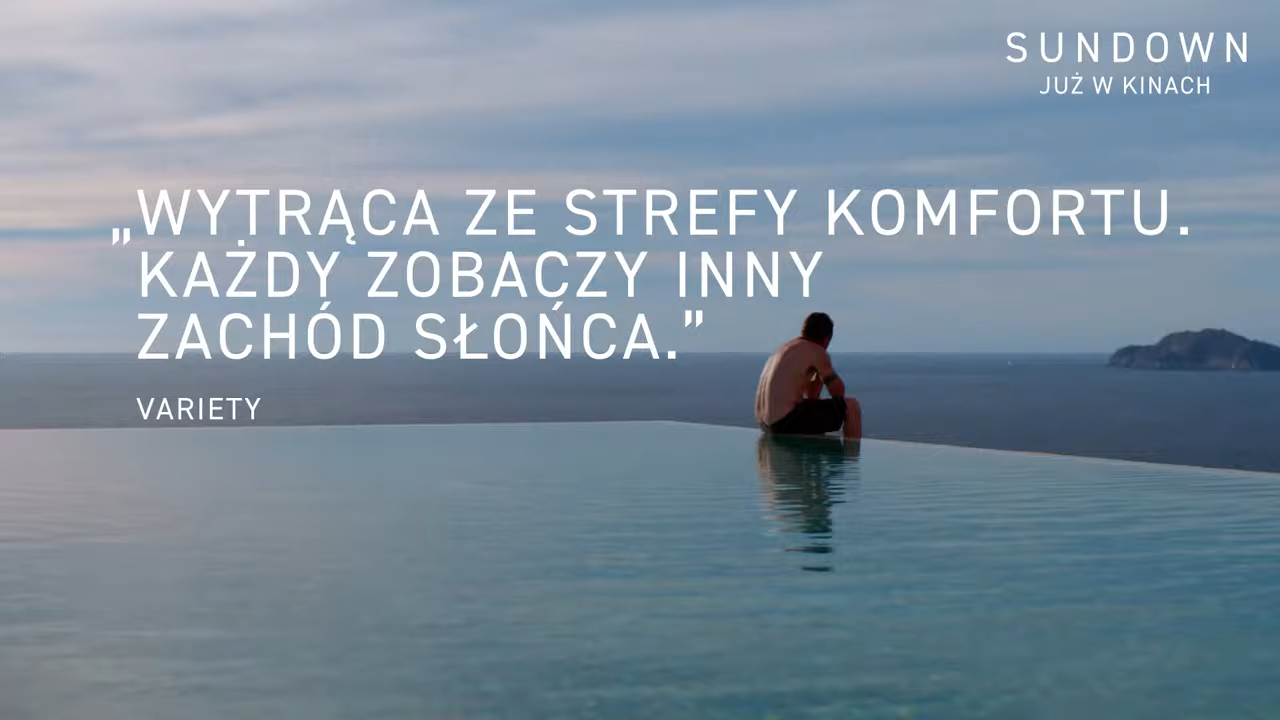 SUNDOWN
JUŻ W KINACH
„WYTRĄCA ZE STREFY KOMFORTU.
KAŻDY ZOBACZY INNY
ZACHÓD SŁOŃCA.”
VARIETY